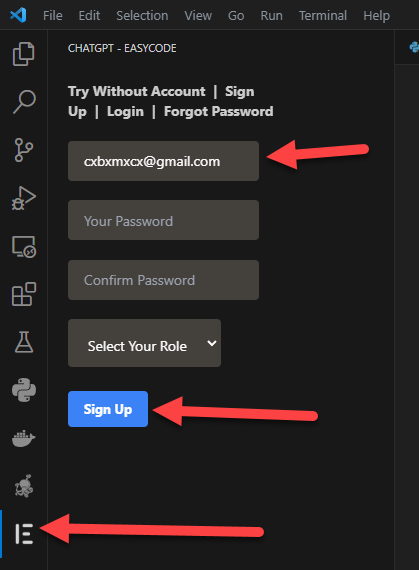 File Edit Selection View Go Run Terminal Help
CHATGPT - EASYCODE
Try Without Account | Sign
Up | Login | Forgot Password
cxbxmxcx@gmail.com
Your Password
Confirm Password
Select Your Role
Sign Up